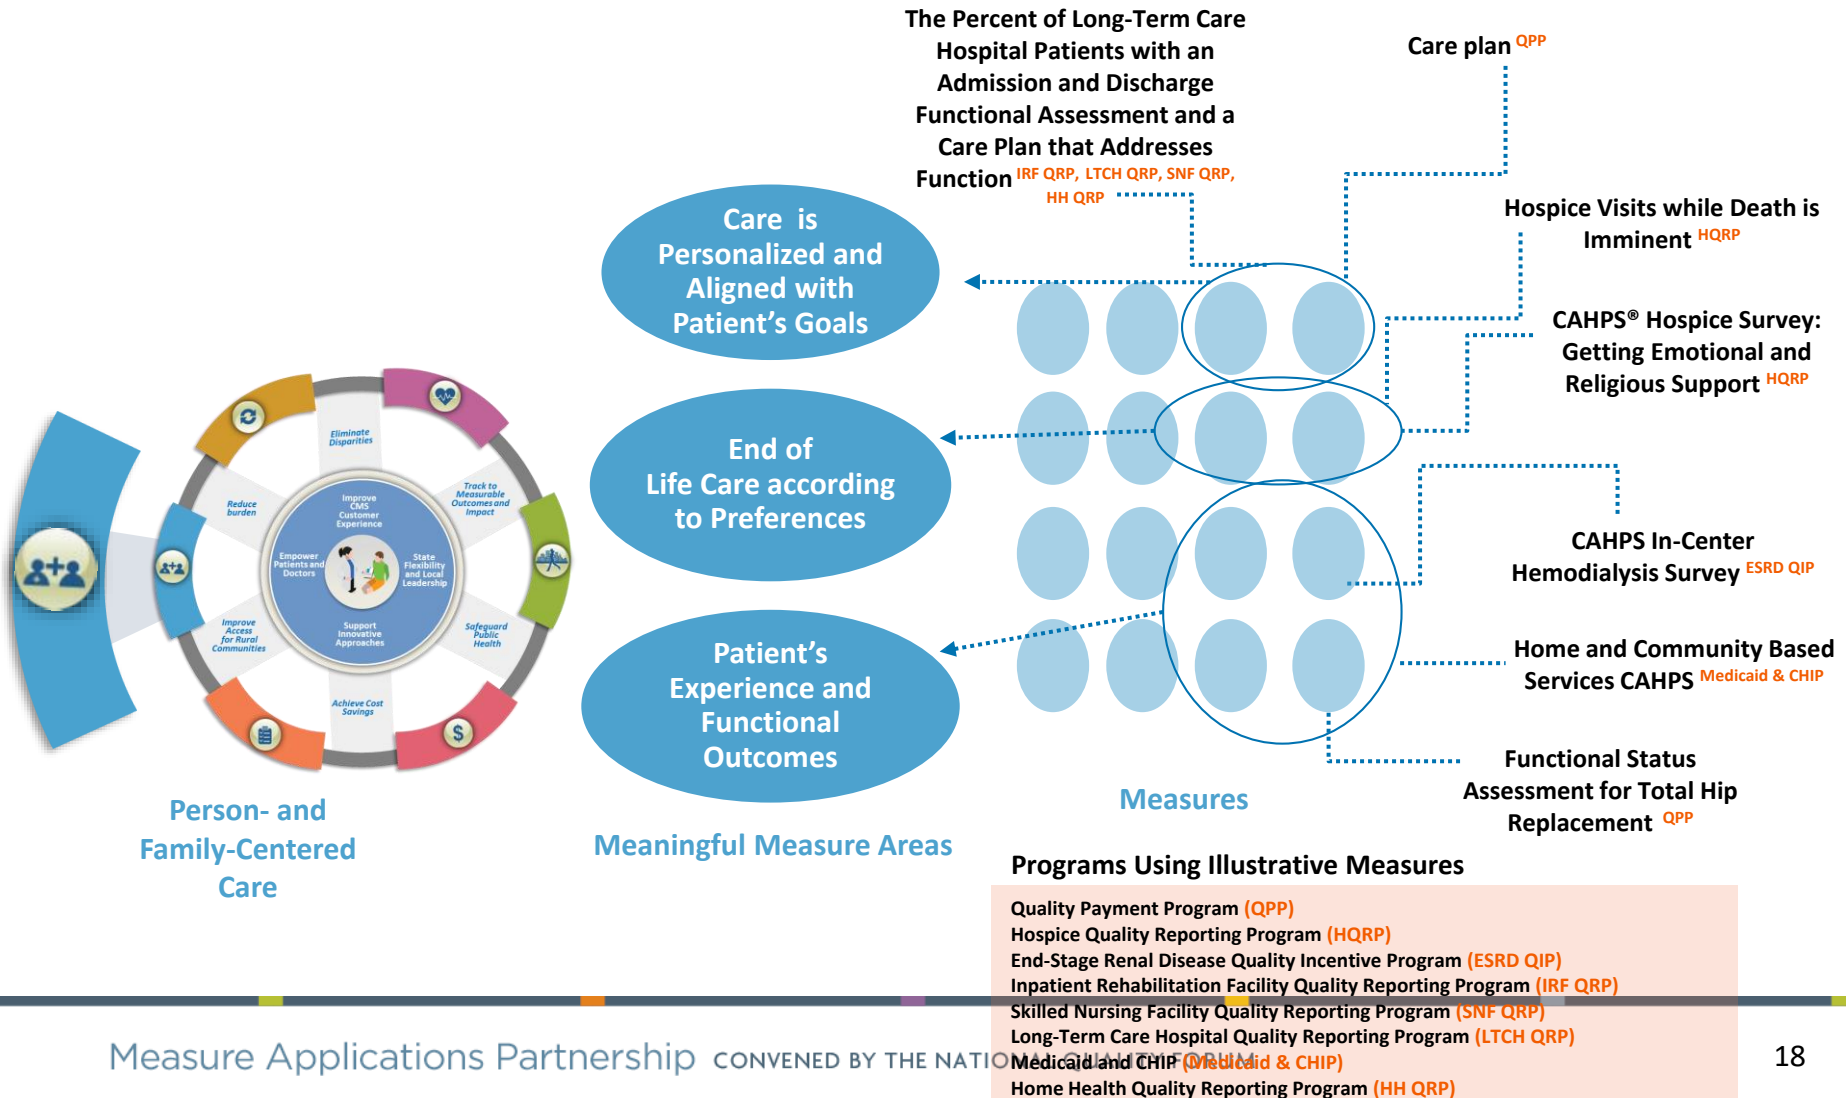 The Percent of Long-Term Care
Hospital Patients with an
Admission and Discharge
Functional Assessment and a
Care Plan that Addresses
Function IRF QRP, LTCH QRP, SNF QRP,
HH QRP
Care plan QPP
Hospice Visits while Death is
Imminent HQRP
CAHPS® Hospice Survey:
Getting Emotional and
Religious Support HQRP
CAHPS In-Center
Hemodialysis Survey ESRD QIP
Home and Community Based
Services CAHPS Medicaid & CHIP
Functional Status
Assessment for Total Hip
Replacement QPP
Care is
Personalized and
Aligned with
Patient's Goals
End of
Life Care according
to Preferences
Patient's
Experience and
Functional
Outcomes
Eliminate
Disparities
Track to
Measurable
Outcomes and
Impact
Safeguard
Public
Health
Achieve Cost
Savings
Improve
Access
for Rural
Communities
Reduce
burden
Improve
CMS
Customer
Experience
State
Flexibility
and Local
Leadership
Support
Innovative
Approaches
Empower
Patients and
Doctors
$
Person- and
Family-Centered
Care
Meaningful Measure Areas
Measures
Programs Using Illustrative Measures
Quality Payment Program (QPP)
Hospice Quality Reporting Program (HQRP)
End-Stage Renal Disease Quality Incentive Program (ESRD QIP)
Inpatient Rehabilitation Facility Quality Reporting Program (IRF QRP)
Skilled Nursing Facility Quality Reporting Program (SNF QRP)
Long-Term Care Hospital Quality Reporting Program (LTCH QRP)
Medicaid and CHIP (Medicaid & CHIP)
Home Health Quality Reporting Program (HH QRP)
Measure Applications Partnership CONVENED BY THE NATIONAL QUALITY FORUM
18